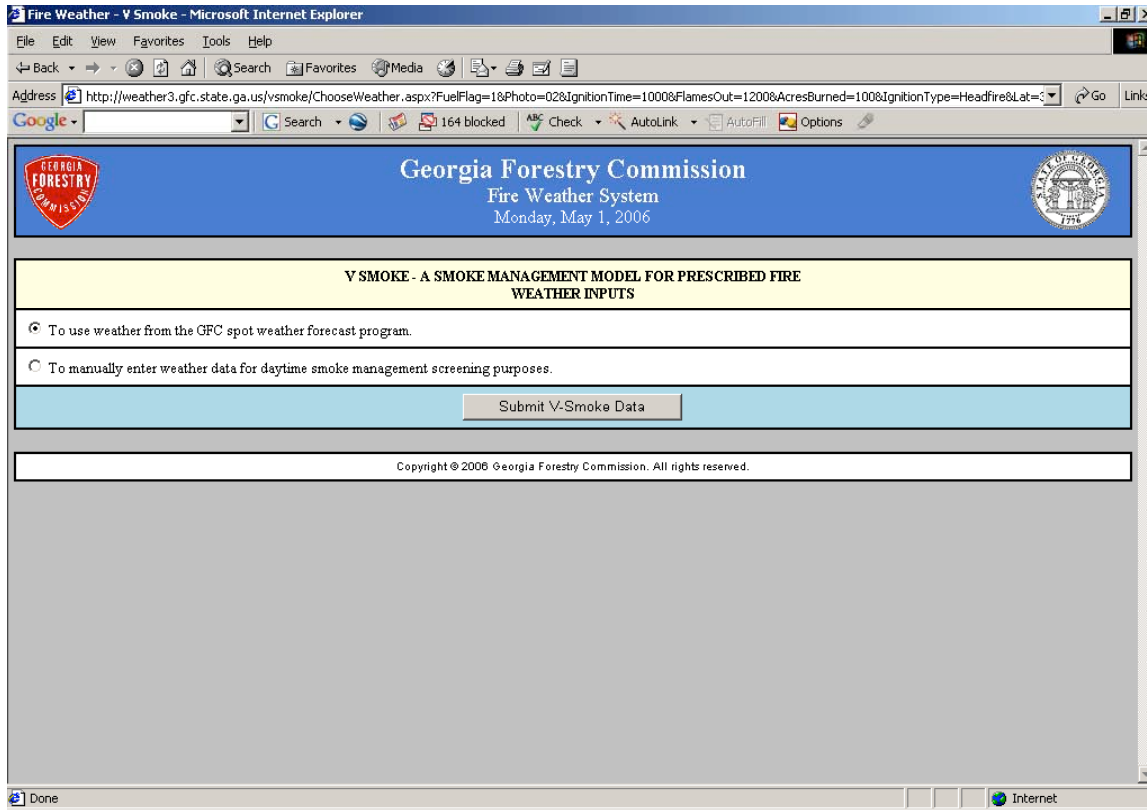 Fire Weather - V Smoke - Microsoft Internet Explorer
File Edit View Favorites Tools Help
Back Search Favorites Media
Address http://weather3.gfc.state.ga.us/vsmoke/ChooseWeather.aspx?FuelFlag=1&Photo=02&IgnitionTime=1000&FlamesOut=1200&AcresBurned=100&IgnitionType=Headfire&Lat=3 Go Links
Google Search 164 blocked Check AutoLink AutoFill Options
GEORGIA
FORESTRY
COMMISSION
Georgia Forestry Commission
Fire Weather System
Monday, May 1, 2006
STATE OF GEORGIA
1776
V SMOKE - A SMOKE MANAGEMENT MODEL FOR PRESCRIBED FIRE
WEATHER INPUTS
To use weather from the GFC spot weather forecast program.
To manually enter weather data for daytime smoke management screening purposes.
Submit V-Smoke Data
Copyright © 2006 Georgia Forestry Commission. All rights reserved.
Done Internet